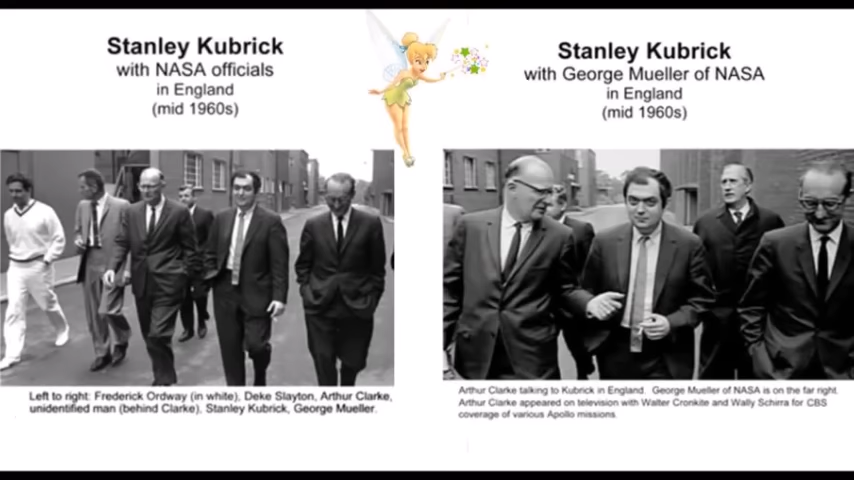 Stanley Kubrick
with NASA officials
in England
(mid 1960s)
Left to right: Frederick Ordway (in white), Deke Slayton, Arthur Clarke,
unidentified man (behind Clarke), Stanley Kubrick, George Mueller.
Stanley Kubrick
with George Mueller of NASA
in England
(mid 1960s)
Arthur Clarke talking to Kubrick in England. George Mueller of NASA is on the far right.
Arthur Clarke appeared on television with Walter Cronkite and Wally Schirra for CBS
coverage of various Apollo missions.